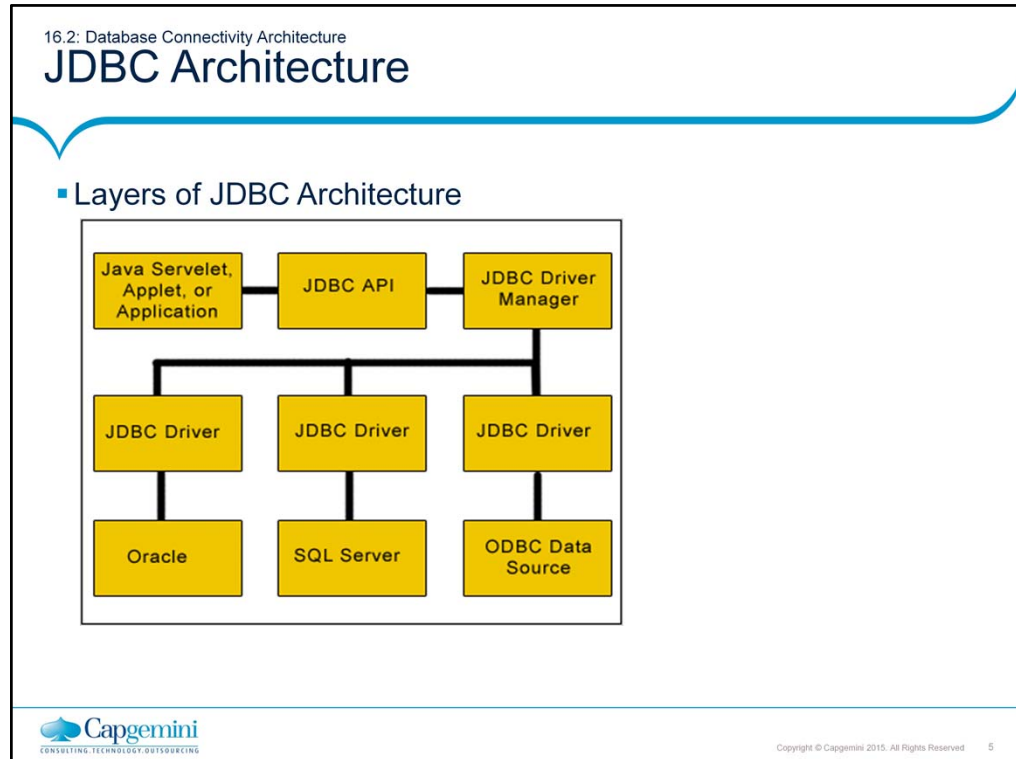 16.2: Database Connectivity Architecture
JDBC Architecture
Layers of JDBC Architecture
Java Servelet,
Applet, or
Application
JDBC API
JDBC Driver
Manager
JDBC Driver
JDBC Driver
JDBC Driver
Oracle
SQL Server
ODBC Data
Source
Capgemini
CONSULTING.TECHNOLOGY.OUTSOURCING
Copyright © Capgemini 2015. All Rights Reserved 5